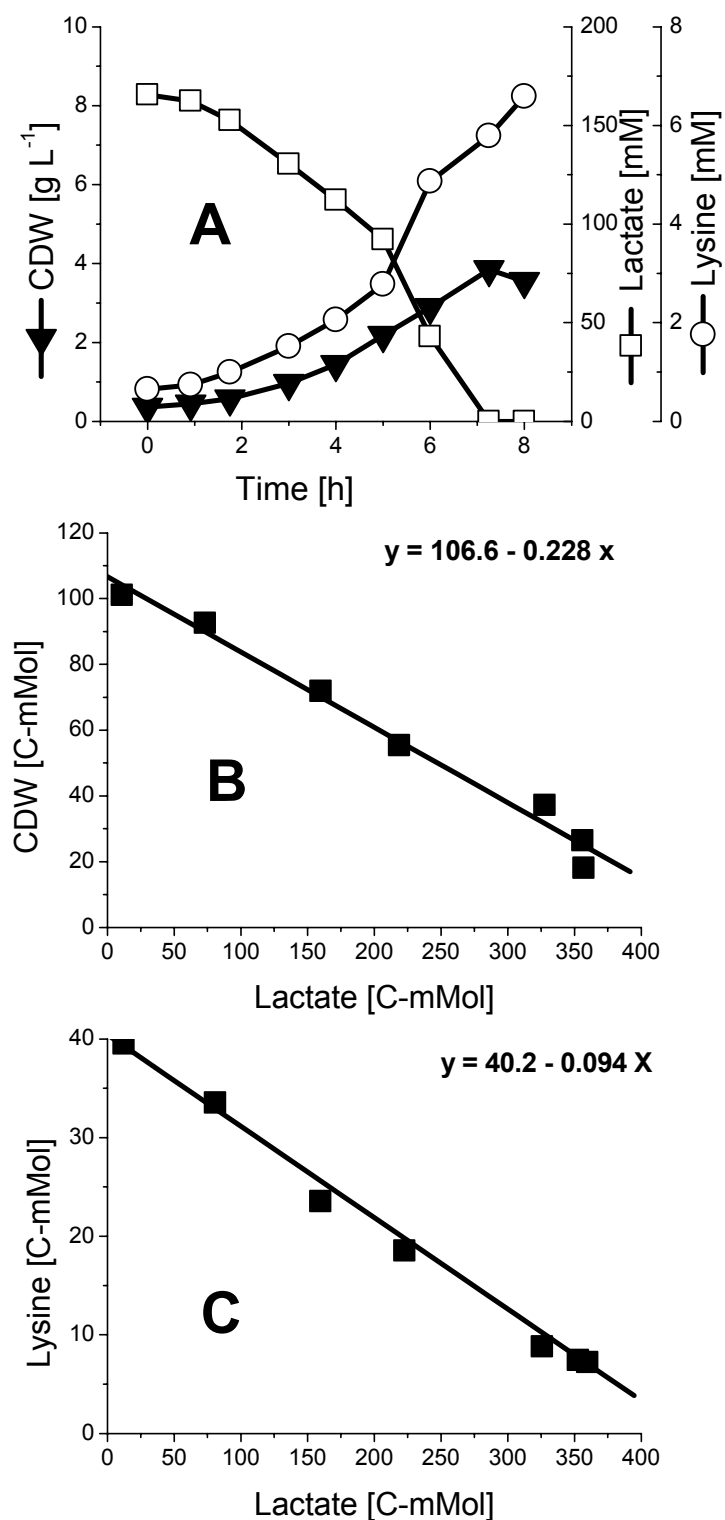 10
8
6
4
2
0
CDW [g L⁻¹]
A
200
150
100
50
0
Lactate [mM]
8
6
4
2
0
Lysine [mM]
0 2 4 6 8
Time [h]
y = 106.6 - 0.228 x
120
100
80
60
40
20
0
CDW [C-mMol]
B
0 50 100 150 200 250 300 350 400
Lactate [C-mMol]
y = 40.2 - 0.094 X
40
30
20
10
0
Lysine [C-mMol]
C
0 50 100 150 200 250 300 350 400
Lactate [C-mMol]